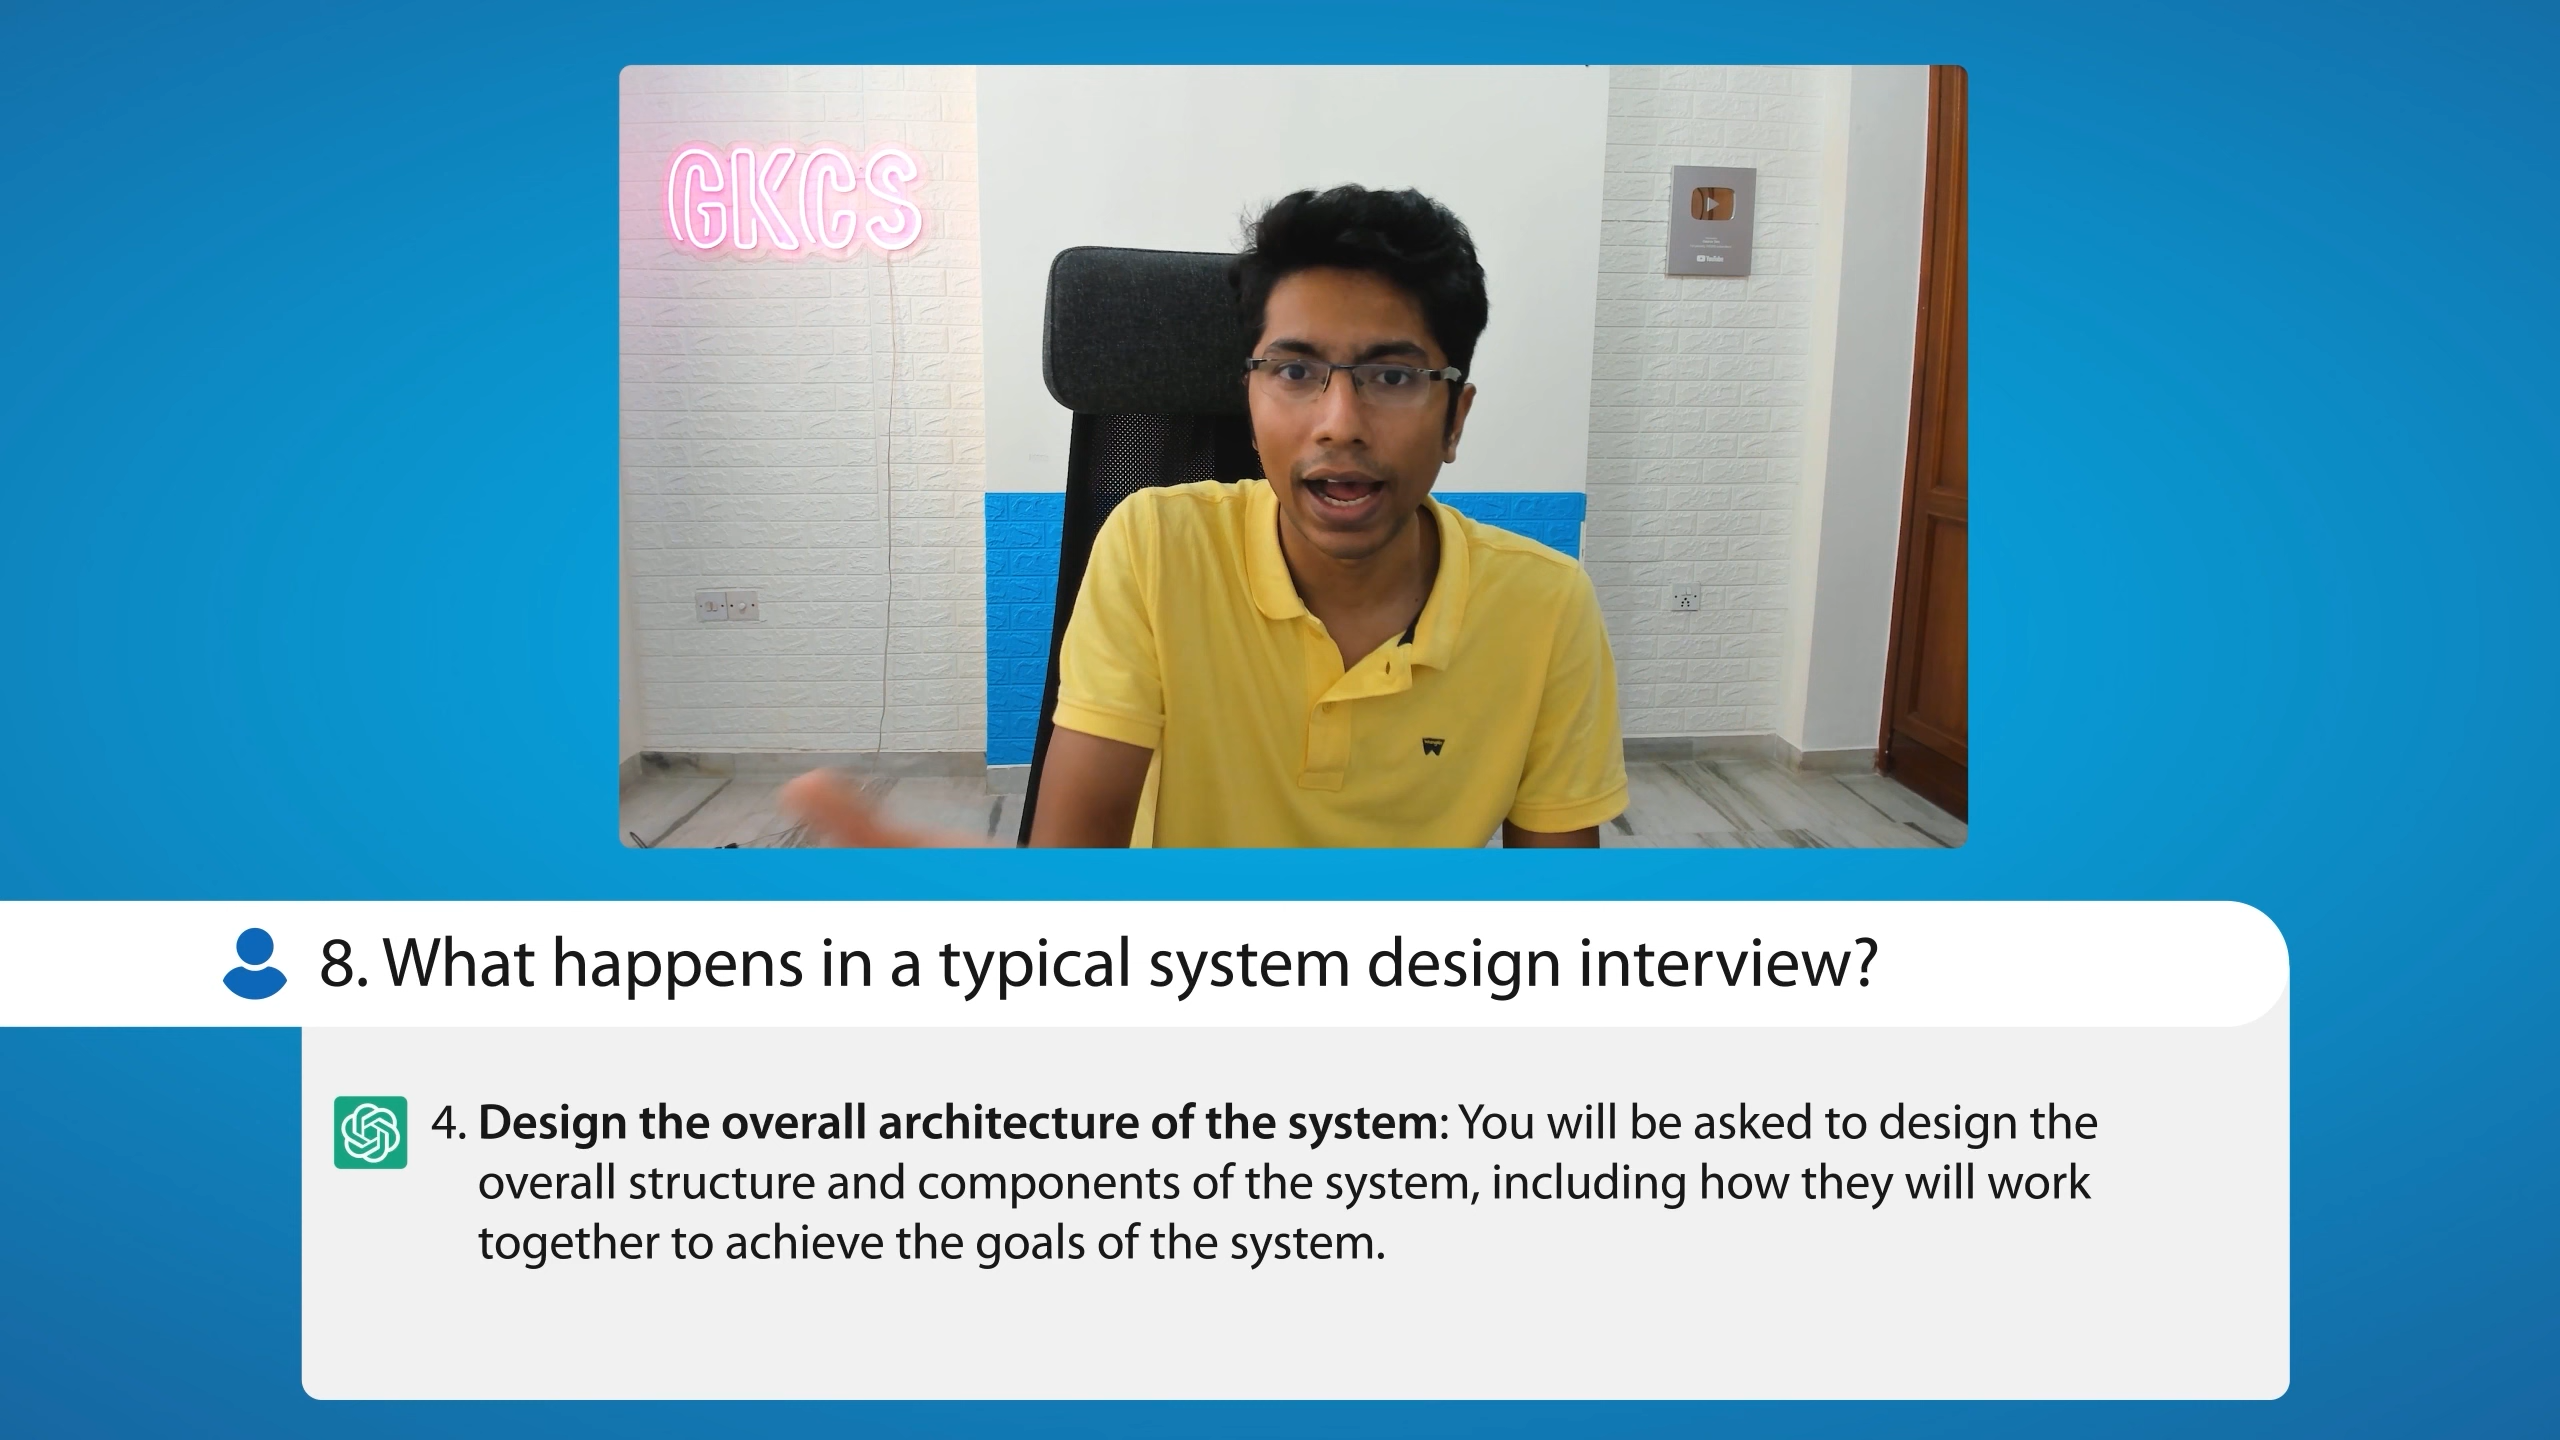 GKCS
YouTube
8. What happens in a typical system design interview?
4. Design the overall architecture of the system: You will be asked to design the
overall structure and components of the system, including how they will work
together to achieve the goals of the system.